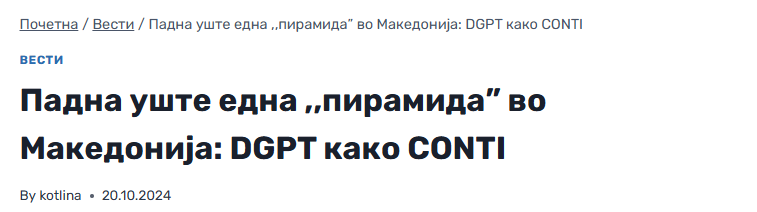 Почетна / Вести / Падна уште една ,,пирамида” во Македонија: DGPT како CONTI
ВЕСТИ
Падна уште една ,,пирамида” во
Македонија: DGPT како CONTI
By kotlina • 20.10.2024